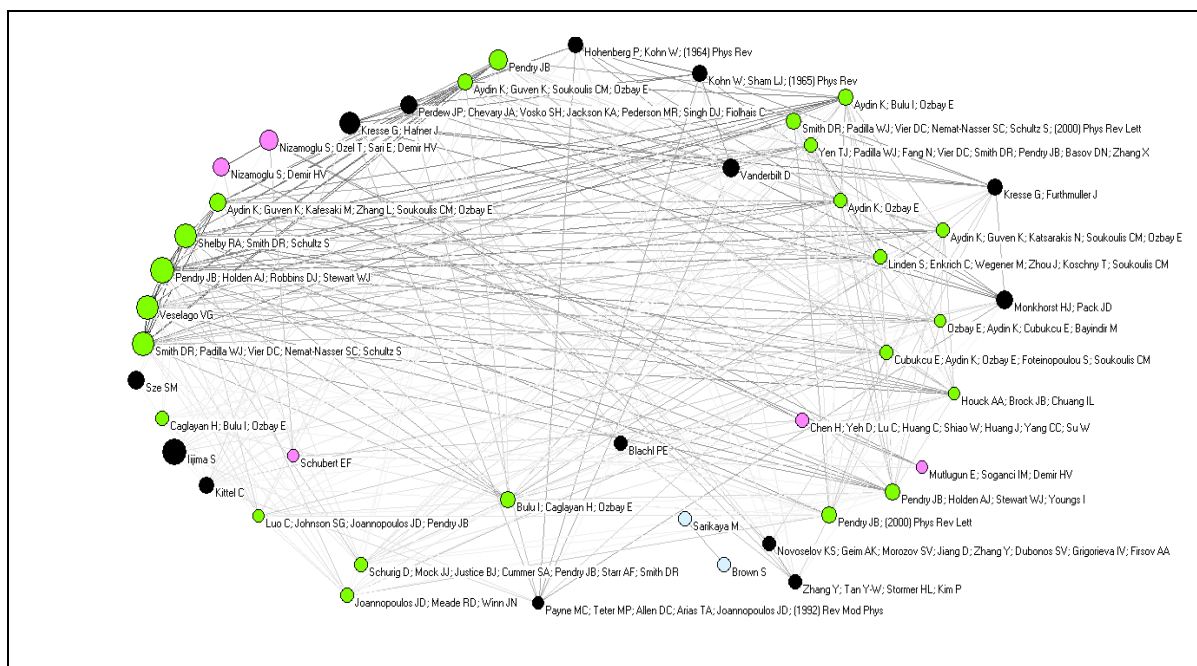 Hohenberg P; Kohn W; (1964) Phys Rev
Pendry JB
Kohn W; Sham LJ; (1965) Phys Rev
Aydin K; Guven K; Soukoulis CM; Ozbay E
Aydin K; Bulu I; Ozbay E
Perdew JP; Chevary JA; Vosko SH; Jackson KA; Pederson MR; Singh DJ; Fiolhais C
Smith DR; Padilla WJ; Vier DC; Nemat-Nasser SC; Schultz S; (2000) Phys Rev Lett
Kresse G; Hafner J
Nizamoglu S; Ozel T; Sari E; Demir HV
Yen TJ; Padilla WJ; Fang N; Vier DC; Smith DR; Pendry JB; Basov DN; Zhang X
Nizamoglu S; Demir HV
Vanderbilt D
Kresse G; Furthmuller J
Aydin K; Guven K; Kafesaki M; Zhang L; Soukoulis CM; Ozbay E
Aydin K; Ozbay E
Shelby RA; Smith DR; Schultz S
Aydin K; Guven K; Katsarakis N; Soukoulis CM; Ozbay E
Linden S; Enkrich C; Wegener M; Zhou J; Koschny T; Soukoulis CM
Pendry JB; Holden AJ; Robbins DJ; Stewart WJ
Monkhorst HJ; Pack JD
Veselago VG
Ozbay E; Aydin K; Cubukcu E; Bayindir M
Smith DR; Padilla WJ; Vier DC; Nemat-Nasser SC; Schultz S
Cubukcu E; Aydin K; Ozbay E; Foteinopoulou S; Soukoulis CM
Sze SM
Houck AA; Brock JB; Chuang IL
Caglayan H; Bulu I; Ozbay E
Chen H; Yeh D; Lu C; Huang C; Shiao W; Huang J; Yang CC; Su W
Blachl PE
Iijima S
Schubert EF
Mutlugun E; Soganci IM; Demir HV
Kittel C
Pendry JB; Holden AJ; Stewart WJ; Youngs I
Bulu I; Caglayan H; Ozbay E
Luo C; Johnson SG; Joannopoulos JD; Pendry JB
Pendry JB; (2000) Phys Rev Lett
Sarikaya M
Novoselov KS; Geim AK; Morozov SV; Jiang D; Zhang Y; Dubonos SV; Grigorieva IV; Firsov AA
Schurig D; Mock JJ; Justice BJ; Cummer SA; Pendry JB; Starr AF; Smith DR
Brown S
Zhang Y; Tan Y-W; Stormer HL; Kim P
Joannopoulos JD; Meade RD; Winn JN
Payne MC; Teter MP; Allen DC; Arias TA; Joannopoulos JD; (1992) Rev Mod Phys